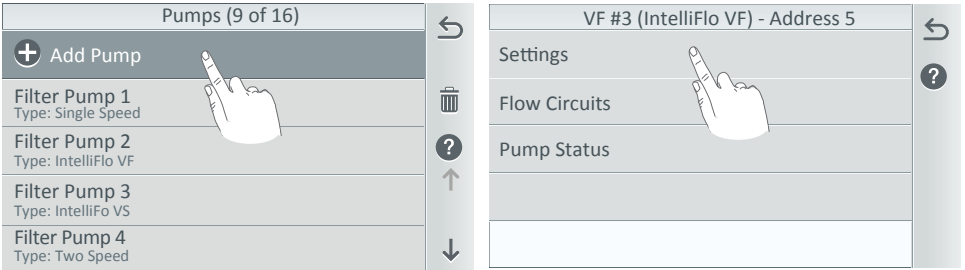 Pumps (9 of 16)
Add Pump
Filter Pump 1
Type: Single Speed
Filter Pump 2
Type: IntelliFlo VF
Filter Pump 3
Type: IntelliFo VS
Filter Pump 4
Type: Two Speed
?
VF #3 (IntelliFlo VF) - Address 5
Settings
Flow Circuits
Pump Status
?